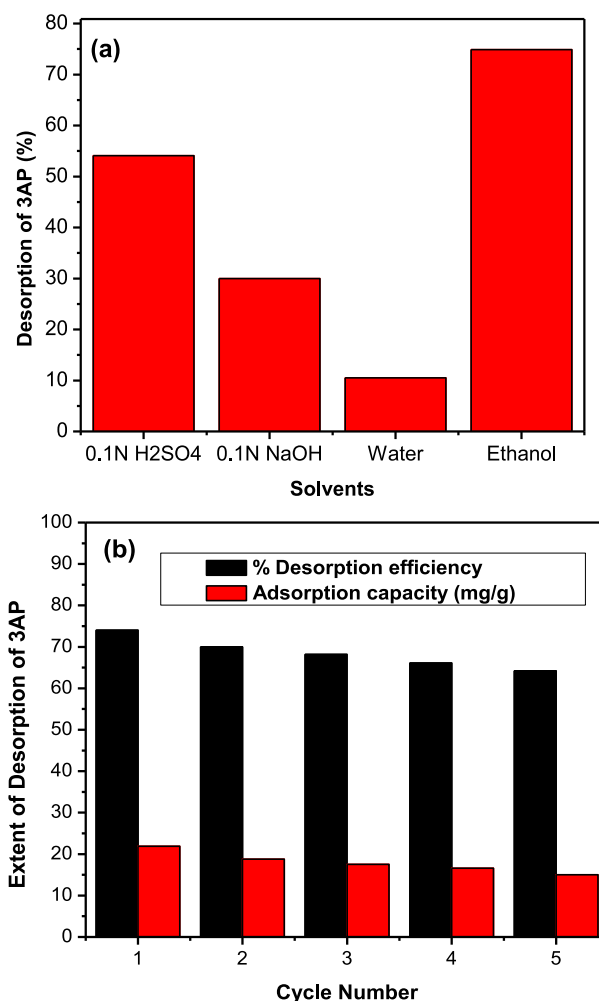 (a)
Desorption of 3AP (%)
80
70
60
50
40
30
20
10
0
0.1N H2SO4 0.1N NaOH Water Ethanol
Solvents
(b)
% Desorption efficiency
Adsorption capacity (mg/g)
Extent of Desorption of 3AP
100
90
80
70
60
50
40
30
20
10
0
1 2 3 4 5
Cycle Number